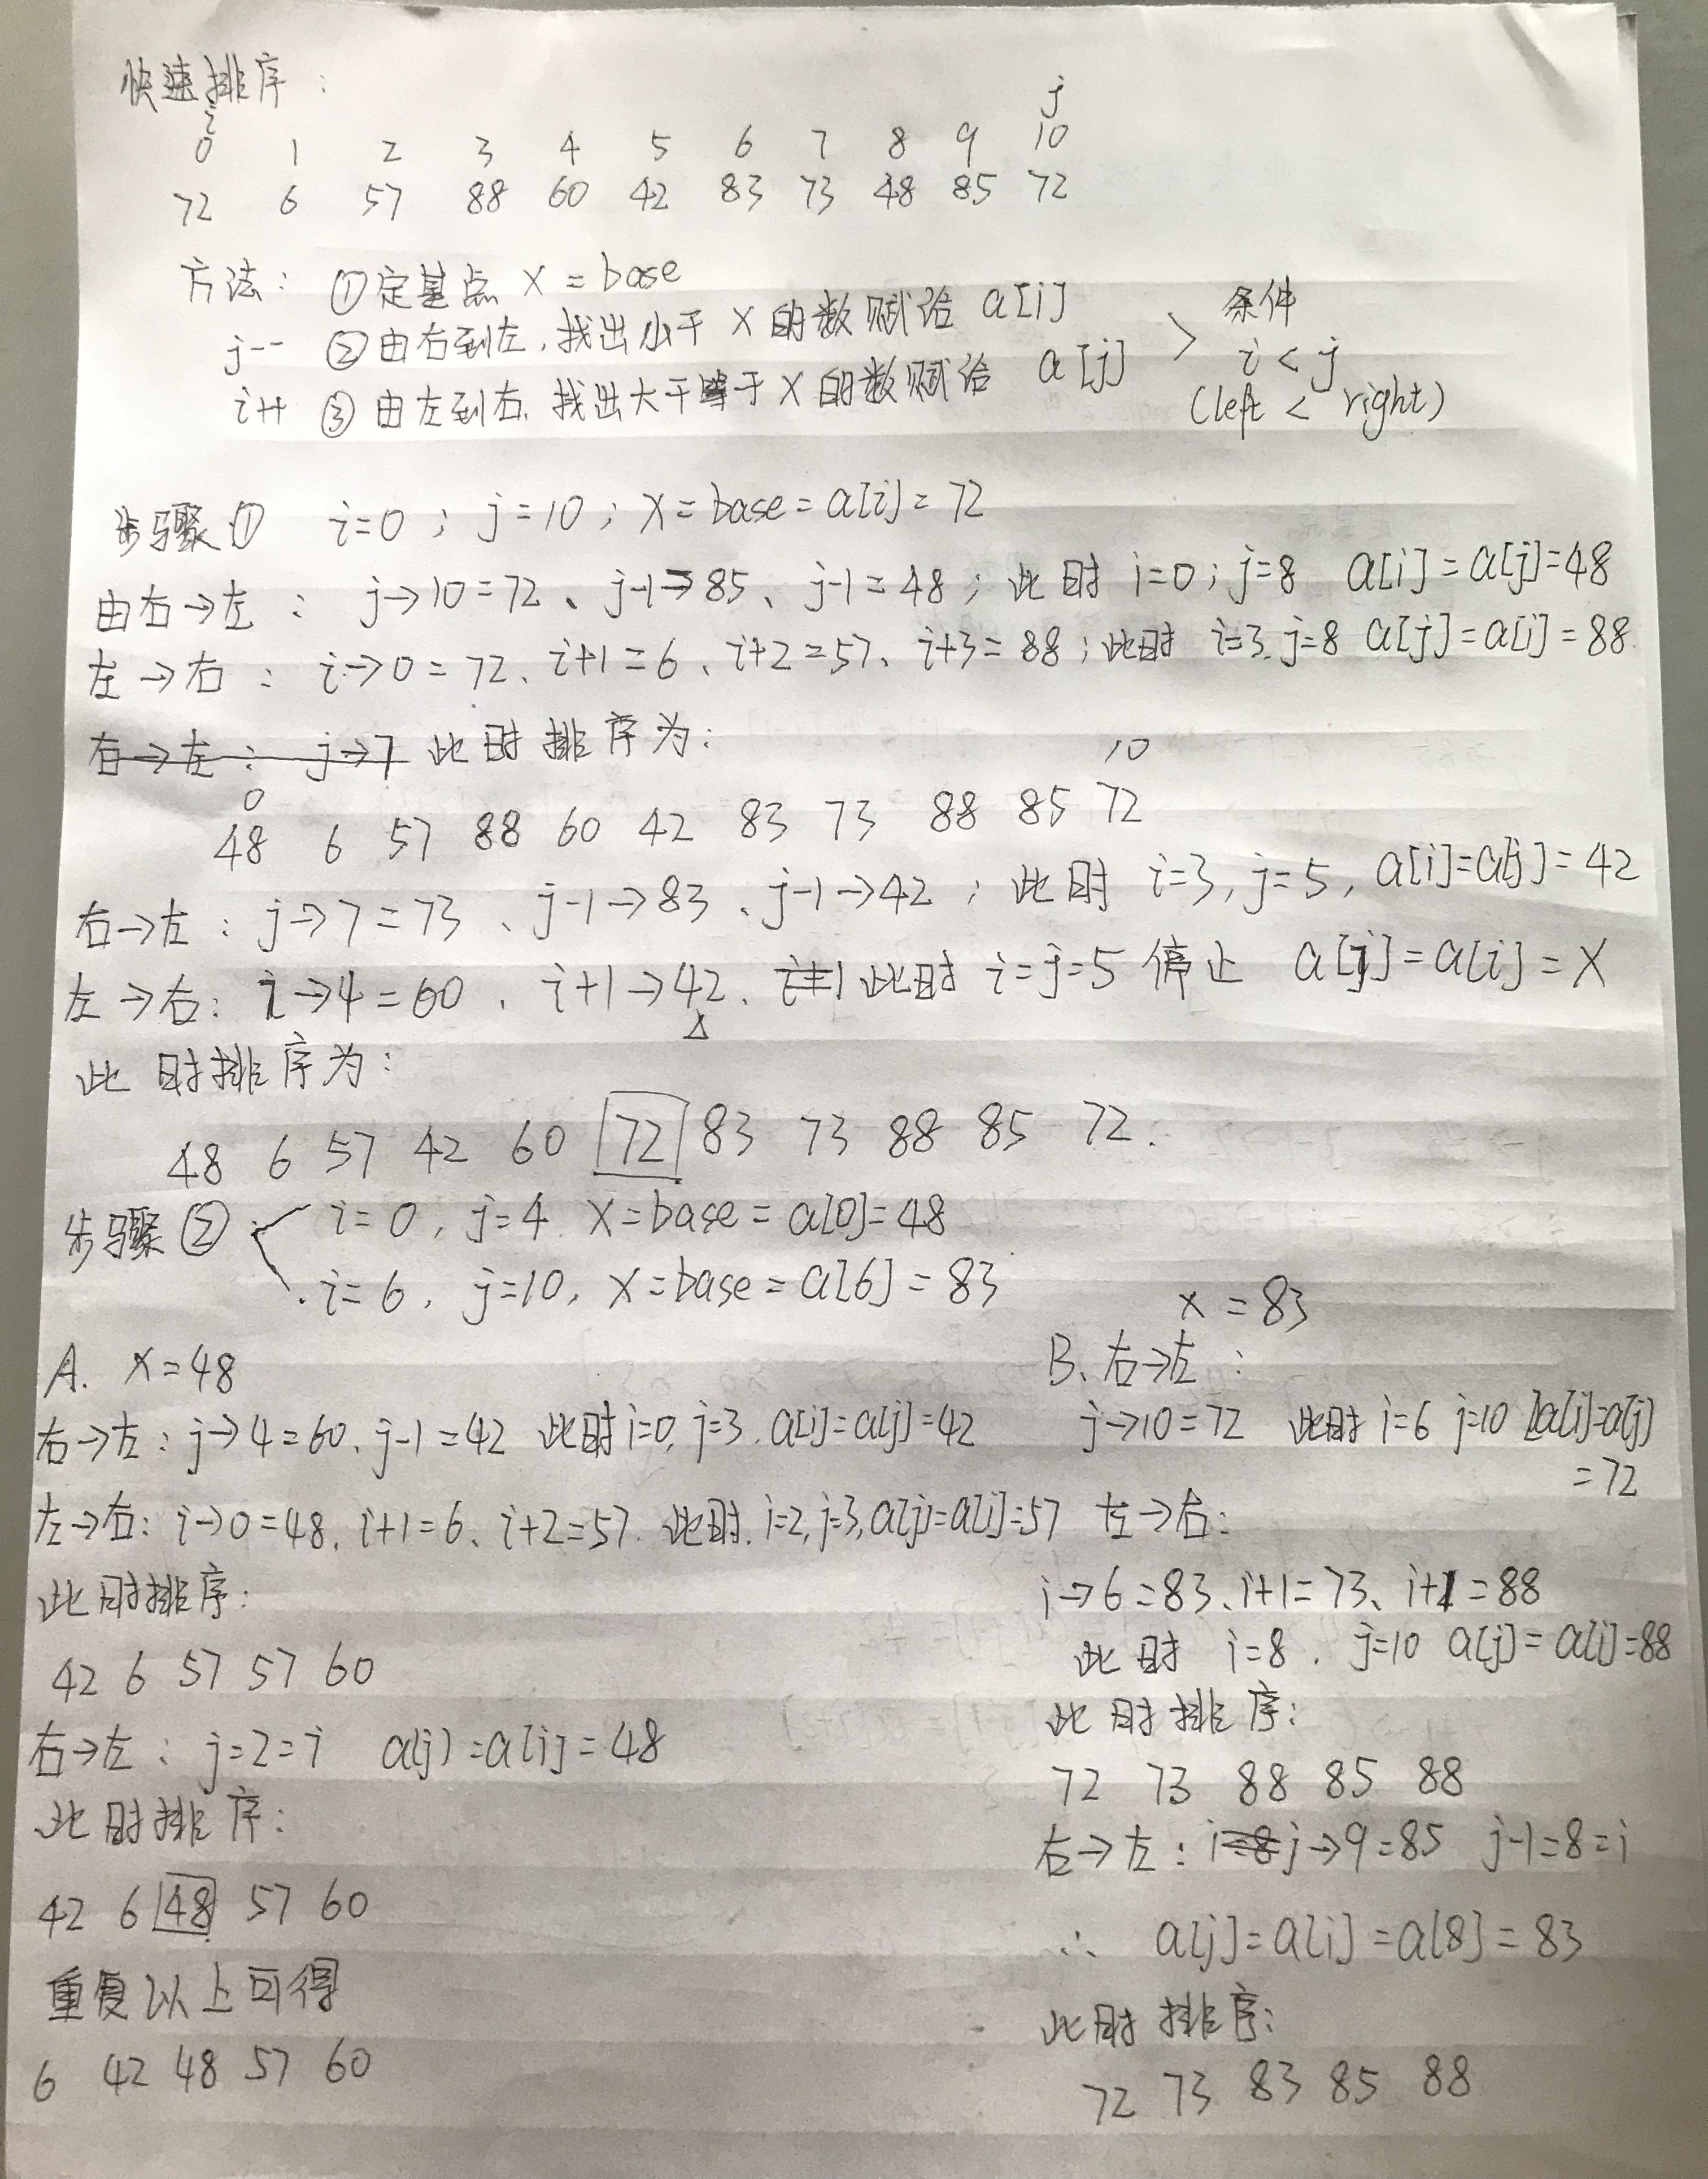 快速排序：
i j
0 1 2 3 4 5 6 7 8 9 10
72 6 57 88 60 42 83 73 48 85 72
方法： ①定基点 X = base
j-- ②由右到左，找出小于 X 的数赋给 a[i]
i++ ③由左到右，找出大于等于 X 的数赋给 a[j]
> 条件
i < j
(left < right)
步骤① i=0； j=10； X=base=a[i]=72
由右→左： j→10=72、j-1→85、j-1=48； 此时 i=0；j=8 a[i]=a[j]=48
左→右： i→0=72、i+1=6、i+2=57、i+3=88；此时 i=3、j=8 a[j]=a[i]=88.
右→左： j→7 此时排序为：
0 10
48 6 57 88 60 42 83 73 88 85 72
右→左：j→7=73、j-1→83、j-1→42； 此时 i=3，j=5，a[i]=a[j]=42
左→右： i→4=60、i+1→42、i+1 此时 i=j=5 停止 a[j]=a[i]=X
此时排序为：
48 6 57 42 60 72 83 73 88 85 72.
步骤② i=0，j=4 X=base=a[0]=48
i=6，j=10，X=base=a[6]=83
A. X=48
右→左：j→4=60、j-1=42 此时i=0，j=3、a[i]=a[j]=42
左→右：i→0=48、i+1=6、i+2=57. 此时、i=2，j=3，a[j]=a[i]=57
此时排序：
42 6 57 57 60
右→左： j=2=i a[j]=a[i]=48
此时排序：
42 6 48 57 60
重复以上可得
6 42 48 57 60
x=83
B、右→左：
j→10=72 此时 i=6 j=10 a[i]=a[j]
=72
左→右：
i→6=83、i+1=73、i+1=88
此时 i=8、j=10 a[j]=a[i]=88
此时排序：
72 73 88 85 88
右→左：i=8 j→9=85 j-1=8=i
∴ a[j]=a[i]=a[8]=83
此时排序：
72 73 83 85 88